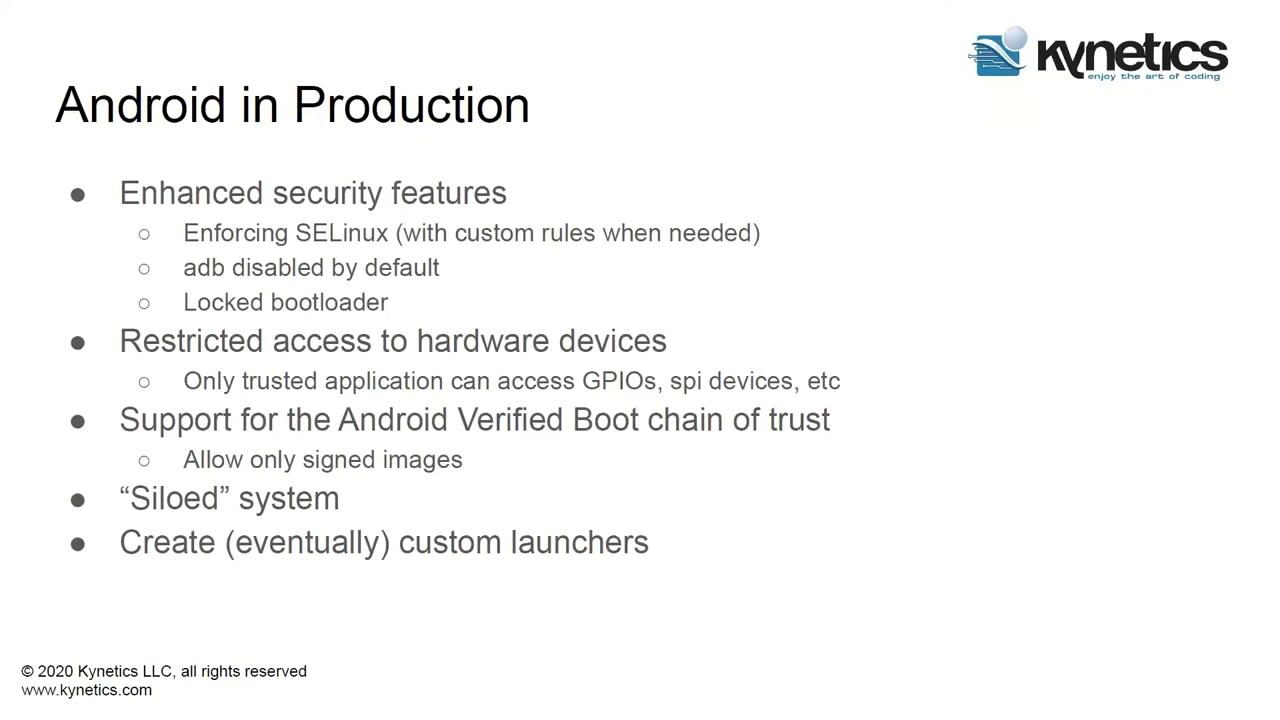 Kynetics
enjoy the art of coding
Android in Production
● Enhanced security features
○ Enforcing SELinux (with custom rules when needed)
○ adb disabled by default
○ Locked bootloader
● Restricted access to hardware devices
○ Only trusted application can access GPIOs, spi devices, etc
● Support for the Android Verified Boot chain of trust
○ Allow only signed images
● “Siloed” system
● Create (eventually) custom launchers
© 2020 Kynetics LLC, all rights reserved
www.kynetics.com